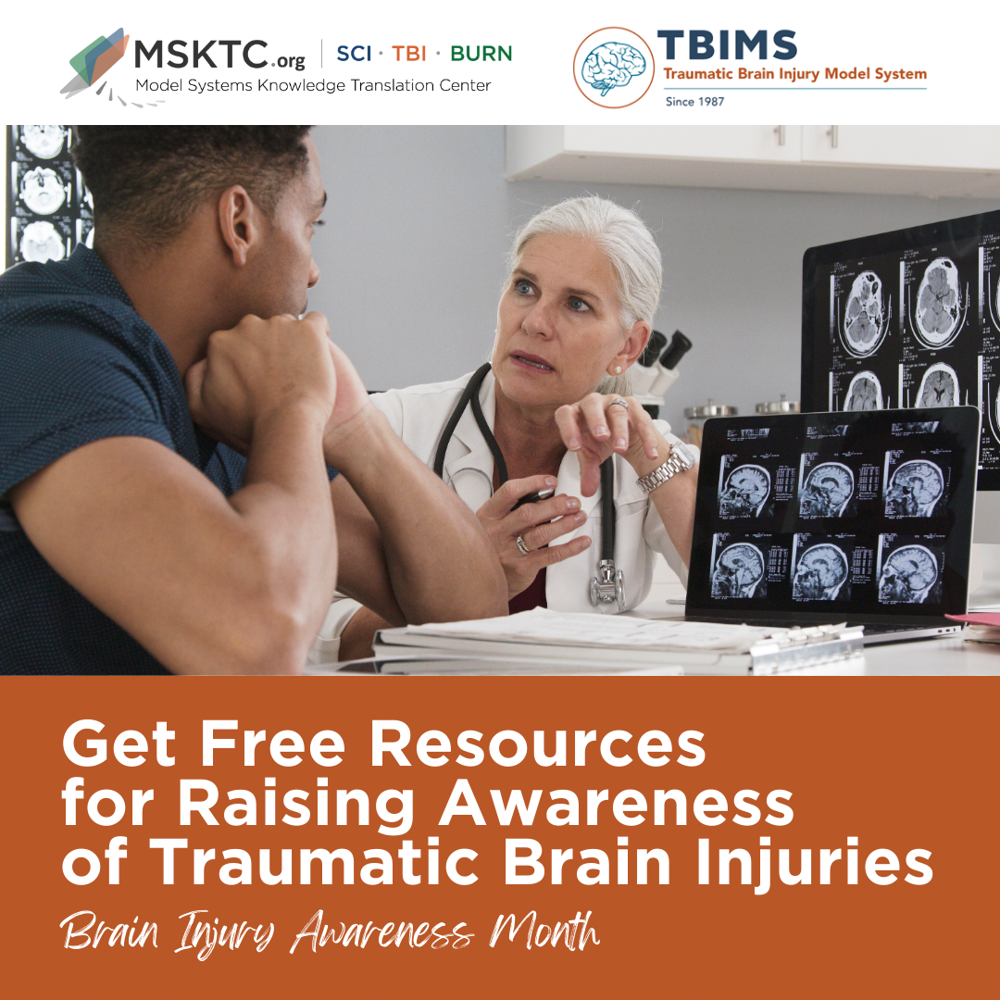 MSKTC.org | SCI · TBI · BURN
Model Systems Knowledge Translation Center
TBIMS
Traumatic Brain Injury Model System
Since 1987
Get Free Resources
for Raising Awareness
of Traumatic Brain Injuries
Brain Injury Awareness Month